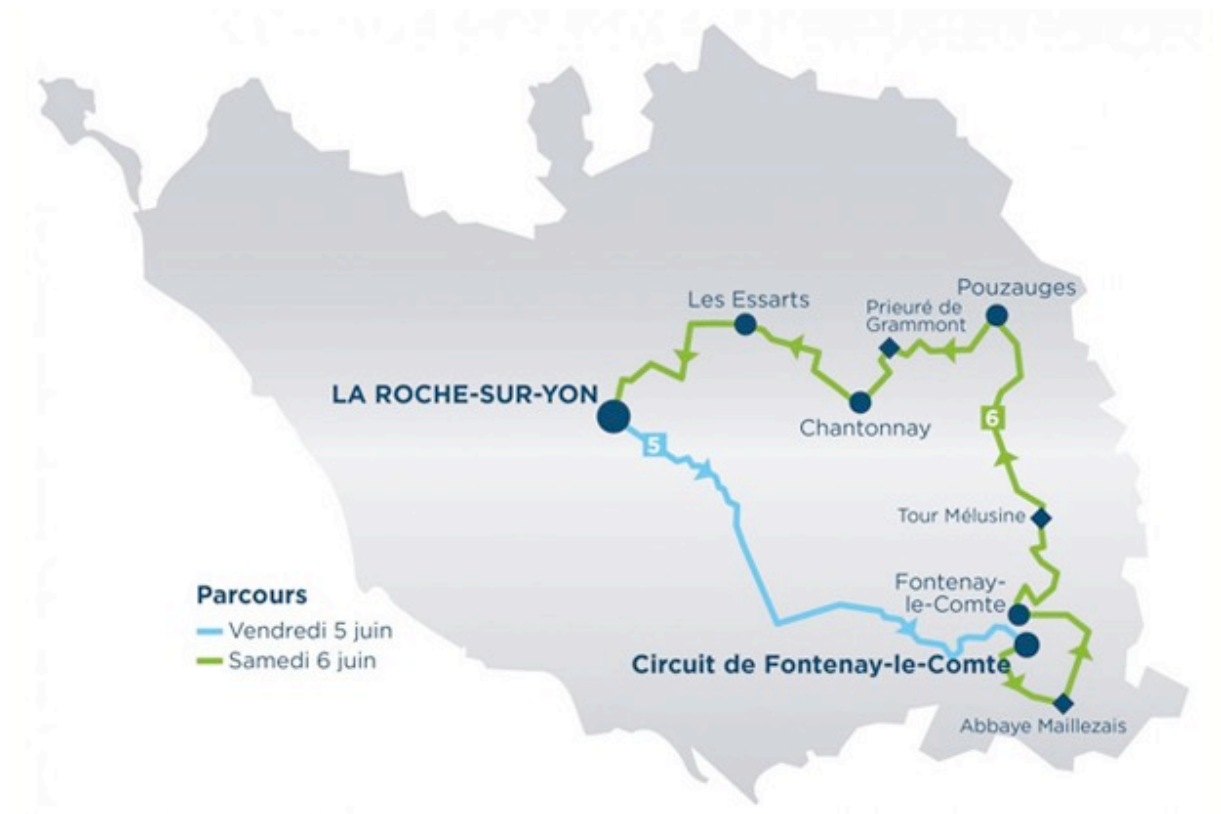 Pouzauges
Les Essarts
Prieuré de
Grammont
LA ROCHE-SUR-YON
Chantonnay
6
5
Tour Mélusine
Fontenay-
le-Comte
Parcours
Vendredi 5 juin
Samedi 6 juin
Circuit de Fontenay-le-Comte
Abbaye Maillezais